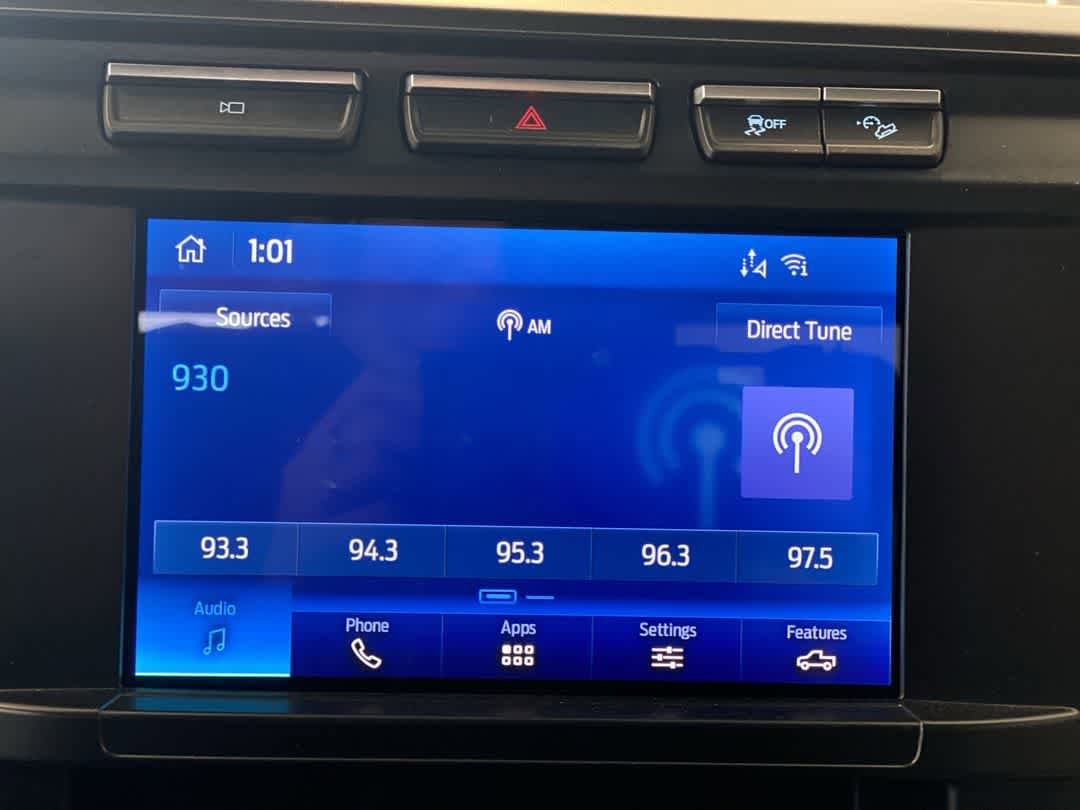 OFF
1:01
Sources
AM
Direct Tune
930
93.3 94.3 95.3 96.3 97.5
Audio Phone Apps Settings Features